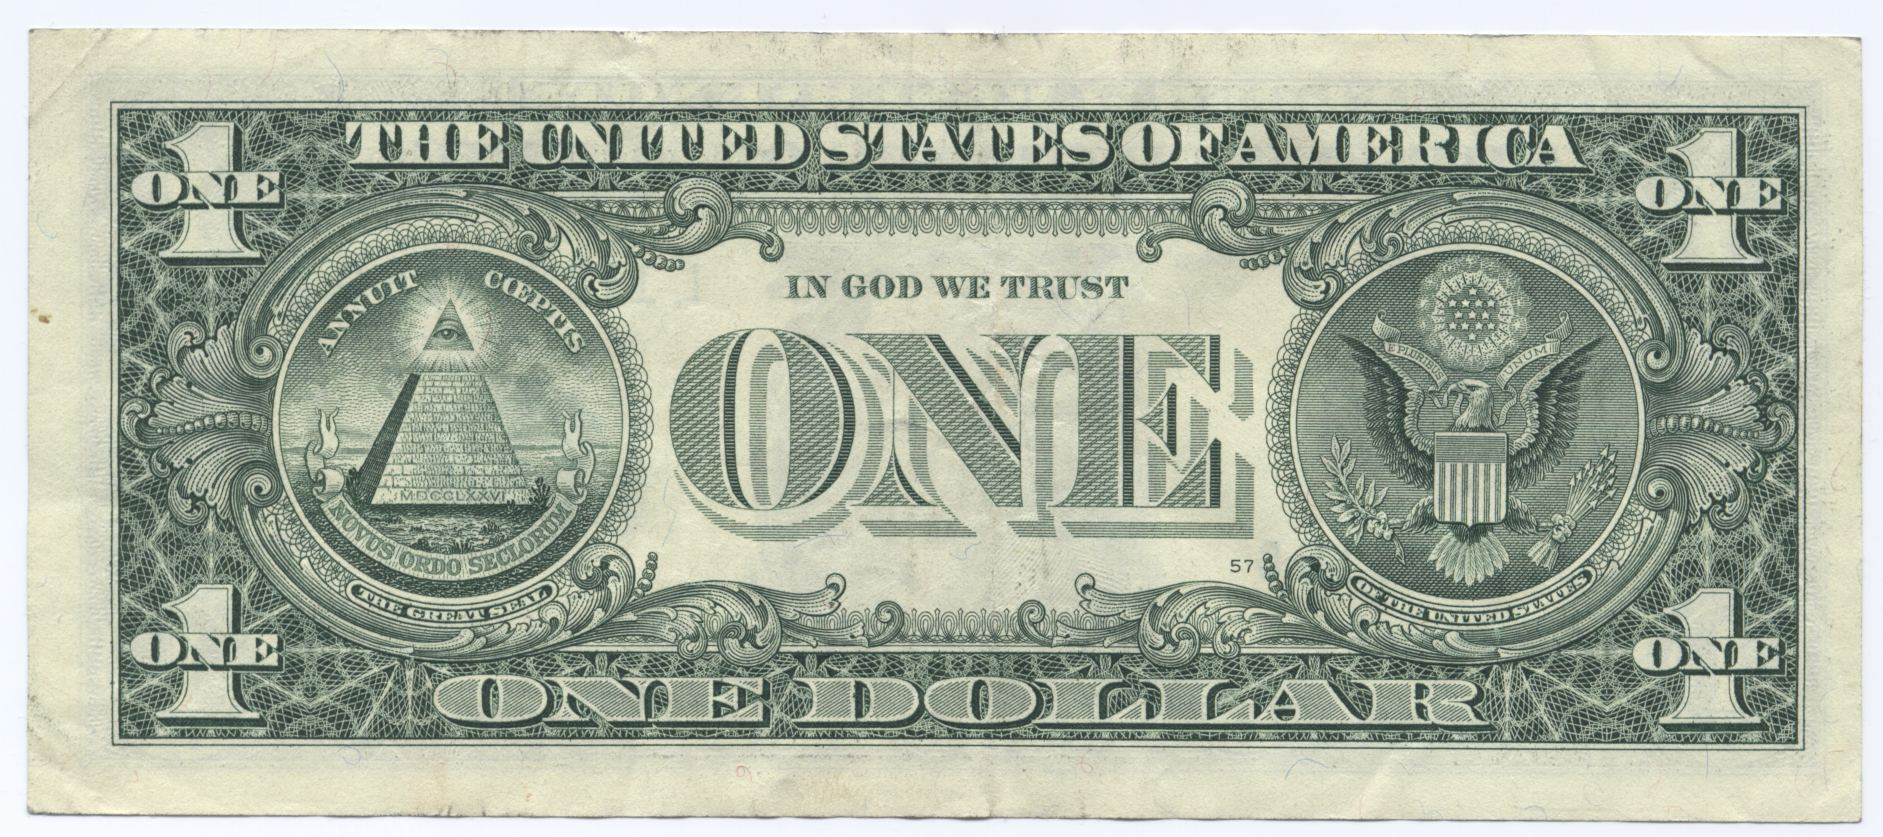 THE UNITED STATES OF AMERICA
1
ONE
1
ONE
ANNUIT CŒPTIS
IN GOD WE TRUST
E PLURIBUS UNUM
ONE
MDCCLXXVI
NOVUS ORDO SECLORUM
57
THE GREAT SEAL
OF THE UNITED STATES
1
ONE
1
ONE
ONE DOLLAR